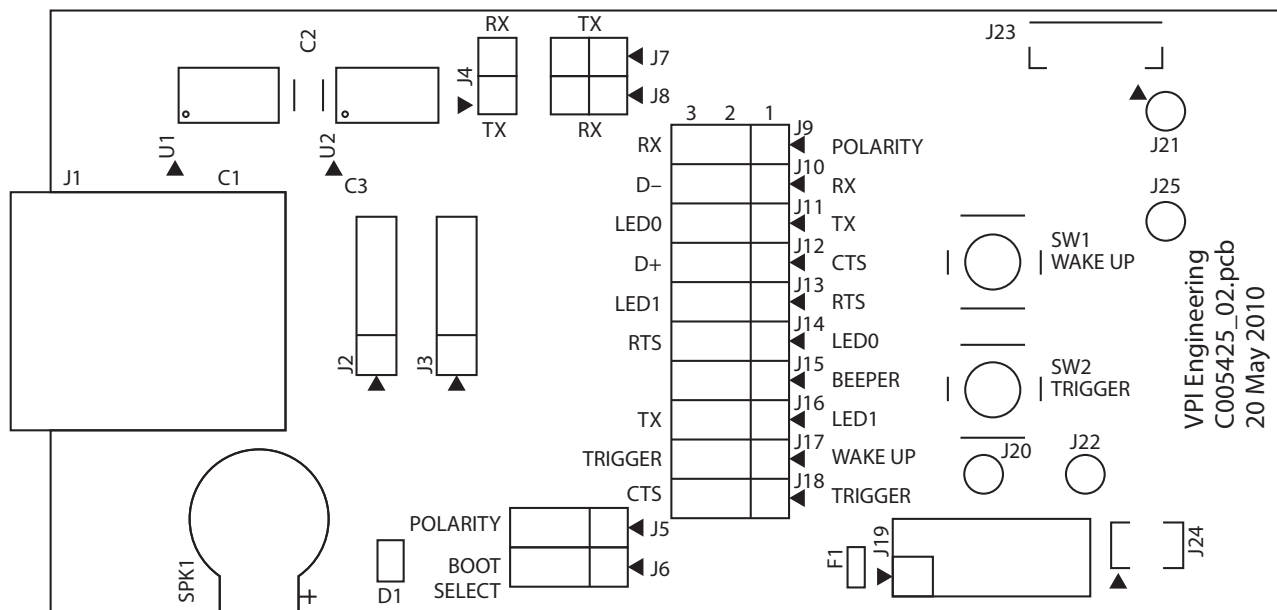 RX
TX
J23
C2
J4
J7
J8
TX
RX
3 2 1
J9
RX
POLARITY
U1
U2
J21
J10
D–
RX
J1
C1
C3
J25
J11
LED0
TX
J12
D+
CTS
SW1
WAKE UP
J13
LED1
RTS
J14
RTS
LED0
J2
J3
J15
BEEPER
SW2
TRIGGER
J16
TX
LED1
VPI Engineering
C005425_02.pcb
20 May 2010
J17
TRIGGER
WAKE UP
J20
J22
J18
CTS
TRIGGER
POLARITY
J5
BOOT
SELECT
J6
SPK1
+
D1
F1
J19
J24